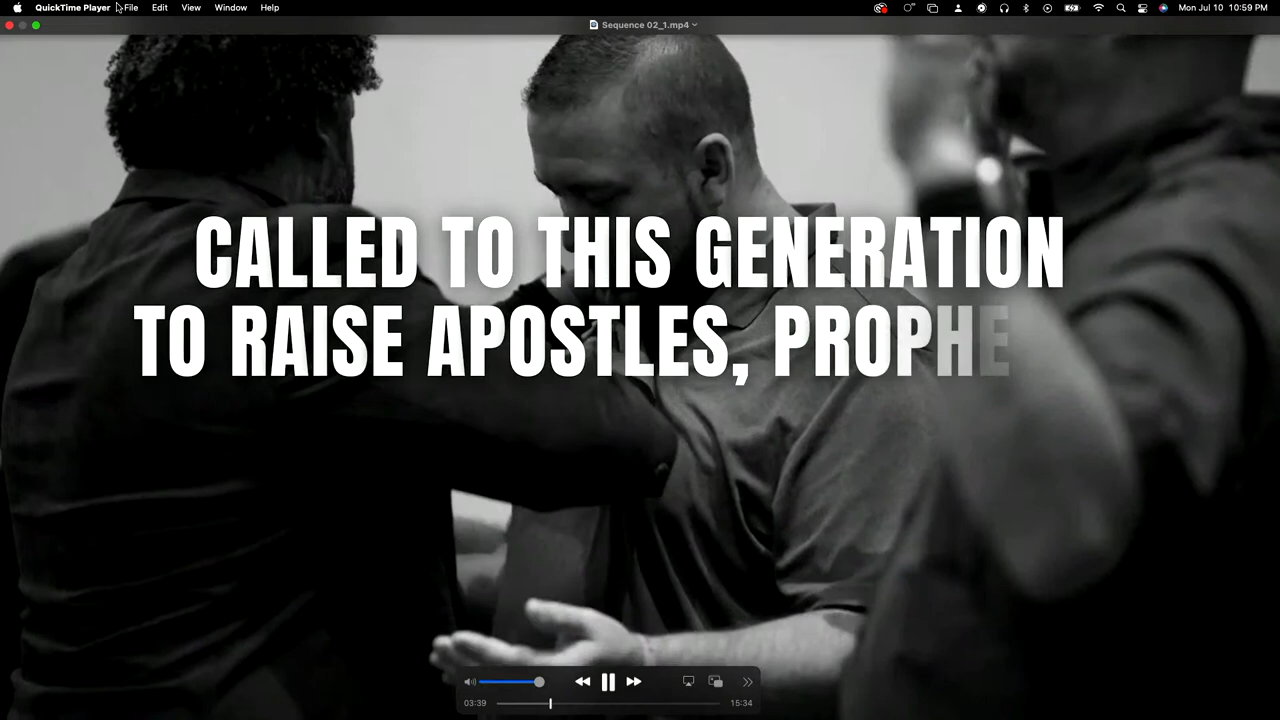 QuickTime Player File Edit View Window Help Mon Jul 10 10:59 PM
Sequence 02_1.mp4
CALLED TO THIS GENERATION
TO RAISE APOSTLES, PROPHE
03:39 15:34